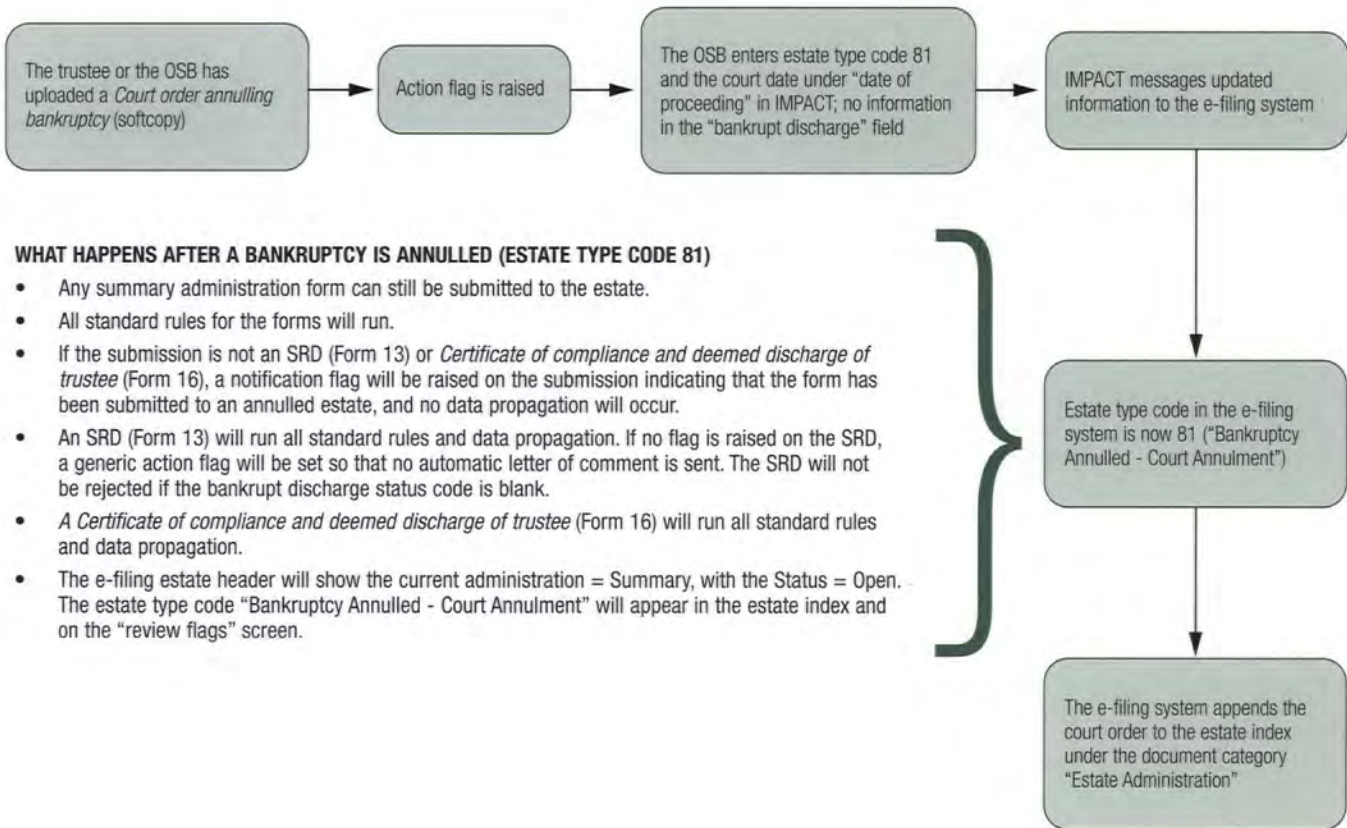 The trustee or the OSB has
uploaded a Court order annulling
bankruptcy (softcopy)
Action flag is raised
The OSB enters estate type code 81
and the court date under “date of
proceeding” in IMPACT; no information
in the “bankrupt discharge” field
IMPACT messages updated
information to the e-filing system
WHAT HAPPENS AFTER A BANKRUPTCY IS ANNULLED (ESTATE TYPE CODE 81)
• Any summary administration form can still be submitted to the estate.
• All standard rules for the forms will run.
• If the submission is not an SRD (Form 13) or Certificate of compliance and deemed discharge of
trustee (Form 16), a notification flag will be raised on the submission indicating that the form has
been submitted to an annulled estate, and no data propagation will occur.
• An SRD (Form 13) will run all standard rules and data propagation. If no flag is raised on the SRD,
a generic action flag will be set so that no automatic letter of comment is sent. The SRD will not
be rejected if the bankrupt discharge status code is blank.
• A Certificate of compliance and deemed discharge of trustee (Form 16) will run all standard rules
and data propagation.
• The e-filing estate header will show the current administration = Summary, with the Status = Open.
The estate type code “Bankruptcy Annulled - Court Annulment” will appear in the estate index and
on the “review flags” screen.
Estate type code in the e-filing
system is now 81 (“Bankruptcy
Annulled - Court Annulment”)
The e-filing system appends the
court order to the estate index
under the document category
“Estate Administration”